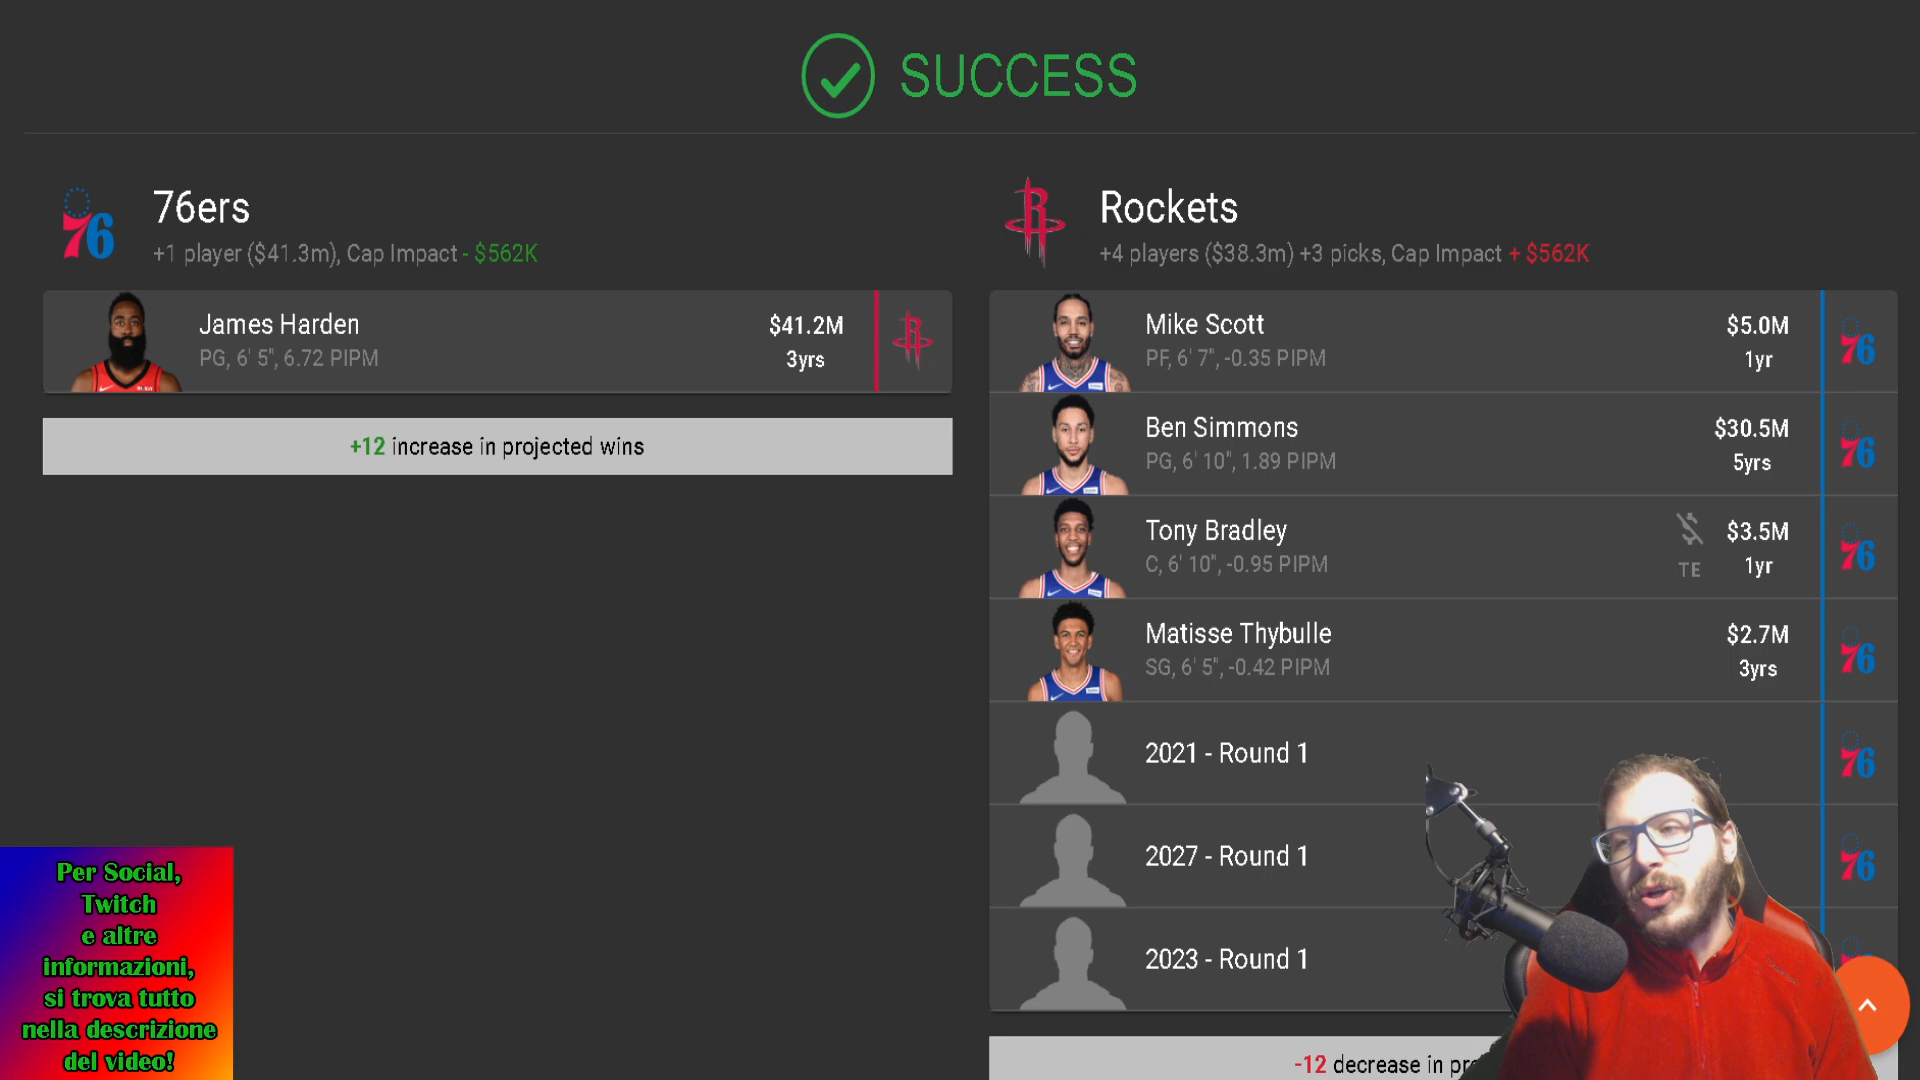 SUCCESS
76ers
+1 player ($41.3m), Cap Impact - $562K
James Harden
PG, 6' 5", 6.72 PIPM
$41.2M
3yrs
+12 increase in projected wins
Rockets
+4 players ($38.3m) +3 picks, Cap Impact + $562K
Mike Scott
PF, 6' 7", -0.35 PIPM
$5.0M
1yr
Ben Simmons
PG, 6' 10", 1.89 PIPM
$30.5M
5yrs
Tony Bradley
C, 6' 10", -0.95 PIPM
TE
$3.5M
1yr
Matisse Thybulle
SG, 6' 5", -0.42 PIPM
$2.7M
3yrs
2021 - Round 1
2027 - Round 1
2023 - Round 1
-12 decrease in
Per Social,
Twitch
e altre
informazioni,
si trova tutto
nella descrizione
del video!